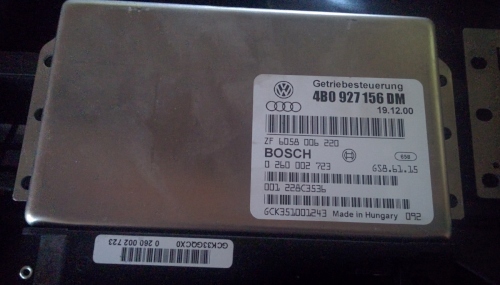 Getriebesteuerung
4B0 927 156 DM
19.12.00
ZF 6058 006 220
BOSCH
0 260 002 723
GS8.61.15
001 228C3536
GCK351001243 Made in Hungary 092
GCK33GGCX0
0 260 002 723